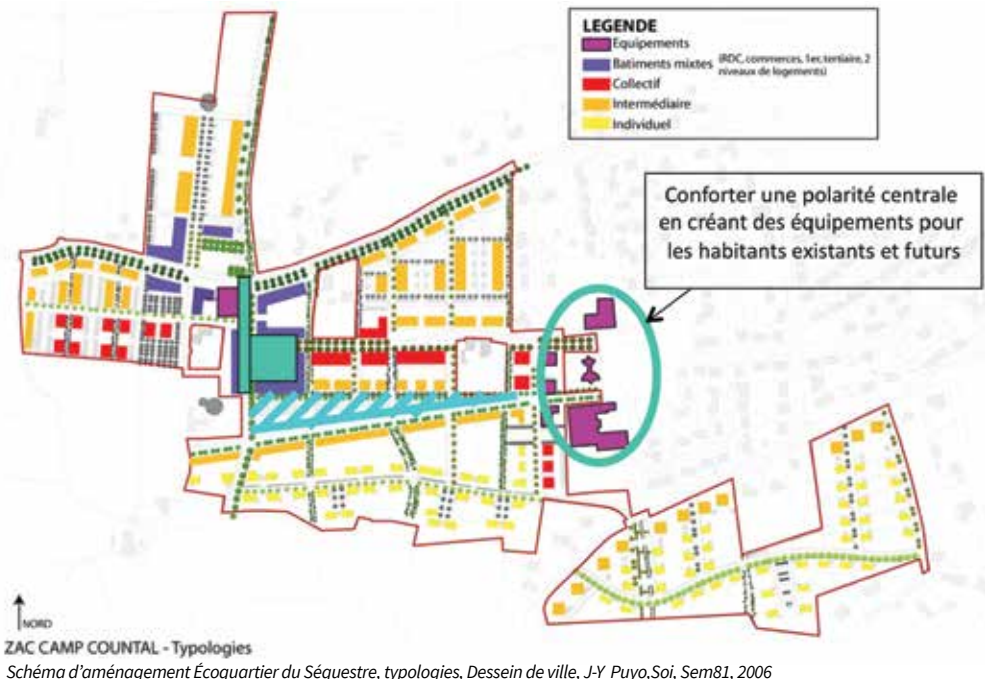 LEGENDE
Equipements
Batiments mixtes (RDC, commerces, 1er, tertiaire, 2 niveaux de logements)
Collectif
Intermédiaire
Individuel
Conforter une polarité centrale
en créant des équipements pour
les habitants existants et futurs
NORD
ZAC CAMP COUNTAL - Typologies
Schéma d'aménagement Écoquartier du Séquestre, typologies, Dessein de ville, J-Y Puyo,Soi, Sem81, 2006